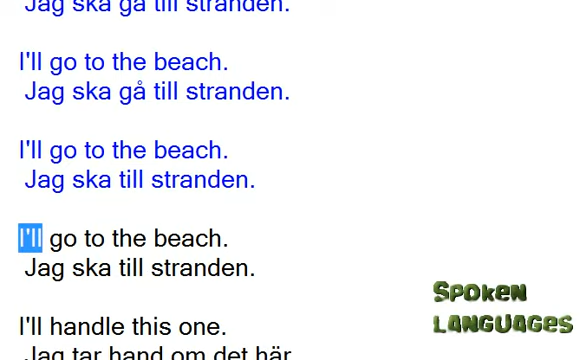 Jag ska gå till stranden.
I'll go to the beach.
Jag ska gå till stranden.
I'll go to the beach.
Jag ska till stranden.
I'll go to the beach.
Jag ska till stranden.
I'll handle this one.
Jag tar hand om det här
Spoken
Languages